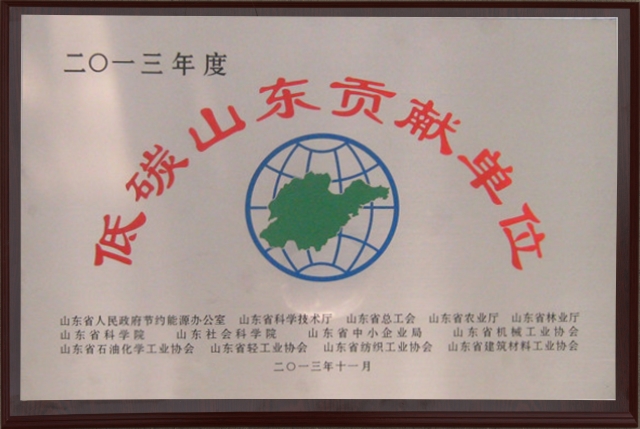 二〇一三年度
低碳山东贡献单位
山东省人民政府节约能源办公室 山东省科学技术厅 山东省总工会 山东省农业厅 山东省林业厅
山东省科学院 山东社会科学院 山东省中小企业局 山东省机械工业协会
山东省石油化学工业协会 山东省轻工业协会 山东省纺织工业协会 山东省建筑材料工业协会
二〇一三年十一月